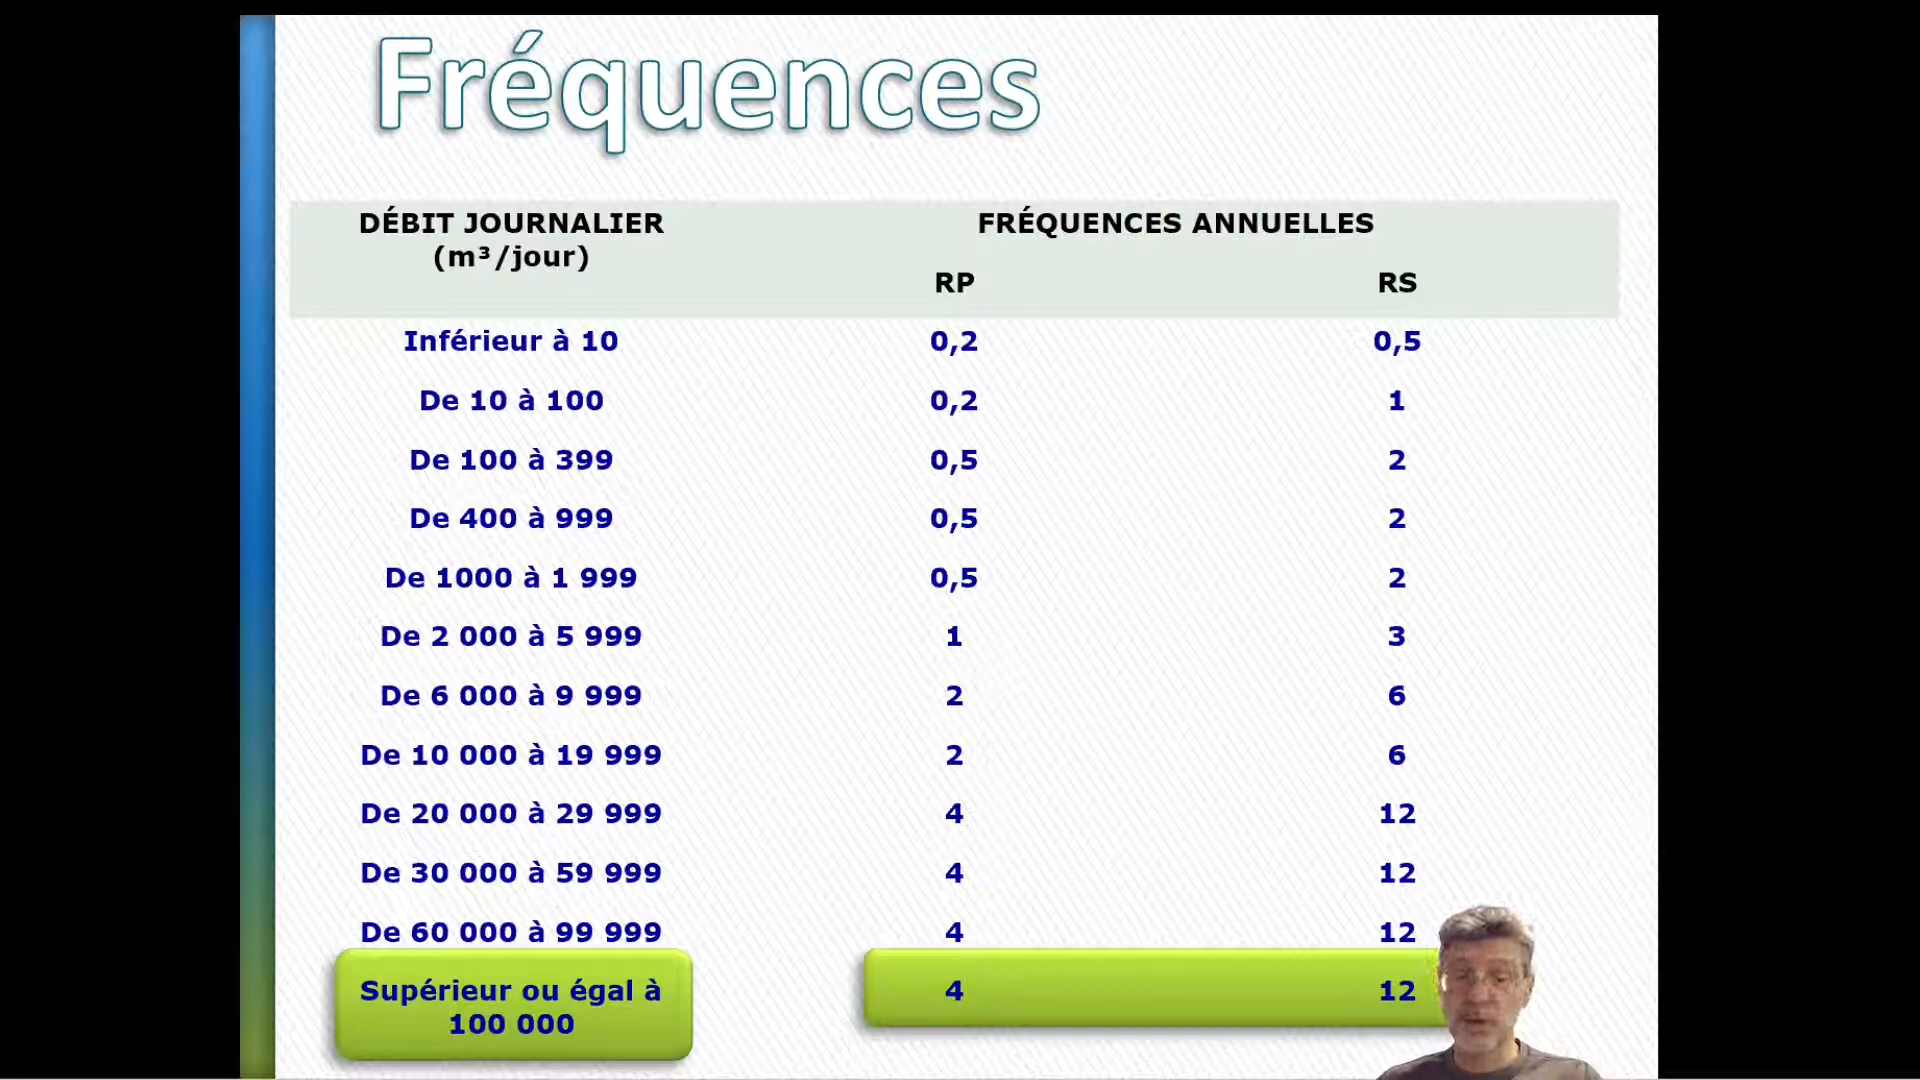 Fréquences
DÉBIT JOURNALIER FRÉQUENCES ANNUELLES
(m³/jour)
RP RS
Inférieur à 10 0,2 0,5
De 10 à 100 0,2 1
De 100 à 399 0,5 2
De 400 à 999 0,5 2
De 1000 à 1 999 0,5 2
De 2 000 à 5 999 1 3
De 6 000 à 9 999 2 6
De 10 000 à 19 999 2 6
De 20 000 à 29 999 4 12
De 30 000 à 59 999 4 12
De 60 000 à 99 999 4 12
Supérieur ou égal à 4 12
100 000